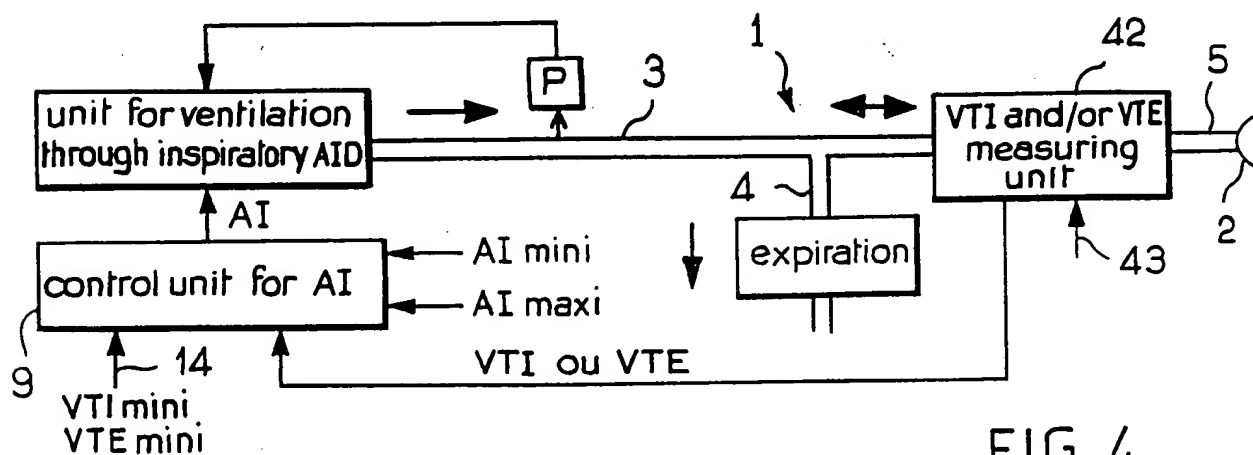 1
42
5
P
3
unit for ventilation
through inspiratory AID
VTI and/or VTE
measuring
unit
4
2
AI
43
expiration
control unit for AI
AI mini
AI maxi
9
14
VTI ou VTE
VTI mini
VTE mini
FIG. 4